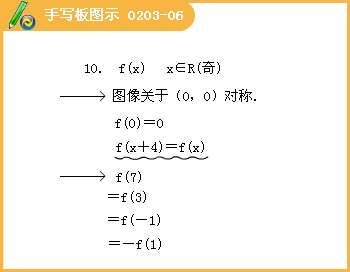 手写板图示 0203-06
10. f(x) x∈R(奇)
图像关于(0, 0)对称.
f(0)=0
f(x+4)=f(x)
f(7)
=f(3)
=f(-1)
=-f(1)